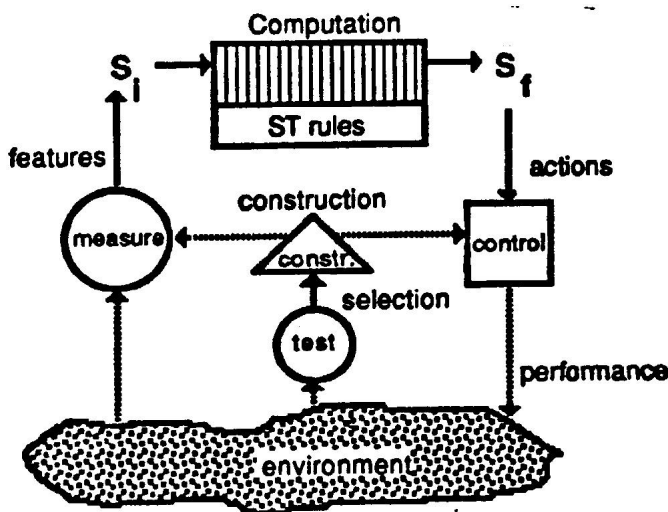 Computation
S i
S f
ST rules
features
actions
construction
measure
constr.
control
selection
test
performance
environment